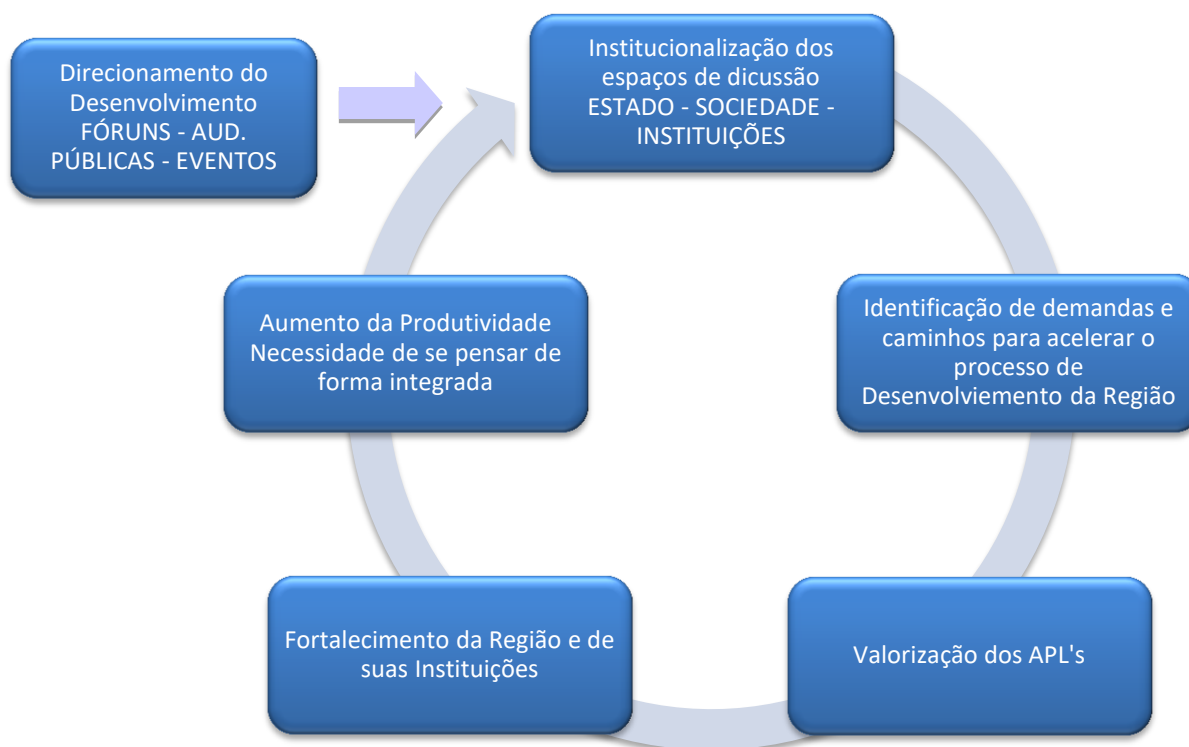 Direcionamento do
Desenvolvimento
FÓRUNS - AUD.
PÚBLICAS - EVENTOS
Institucionalização dos
espaços de dicussão
ESTADO - SOCIEDADE -
INSTITUIÇÕES
Identificação de demandas e
caminhos para acelerar o
processo de
Desenvolviemento da Região
Valorização dos APL's
Fortalecimento da Região e de
suas Instituições
Aumento da Produtividade
Necessidade de se pensar de
forma integrada